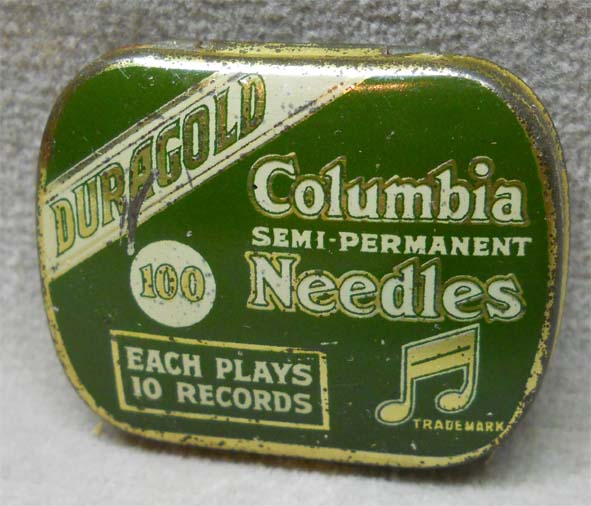 DURAGOLD
Columbia
SEMI-PERMANENT
Needles
100
EACH PLAYS
10 RECORDS
TRADEMARK